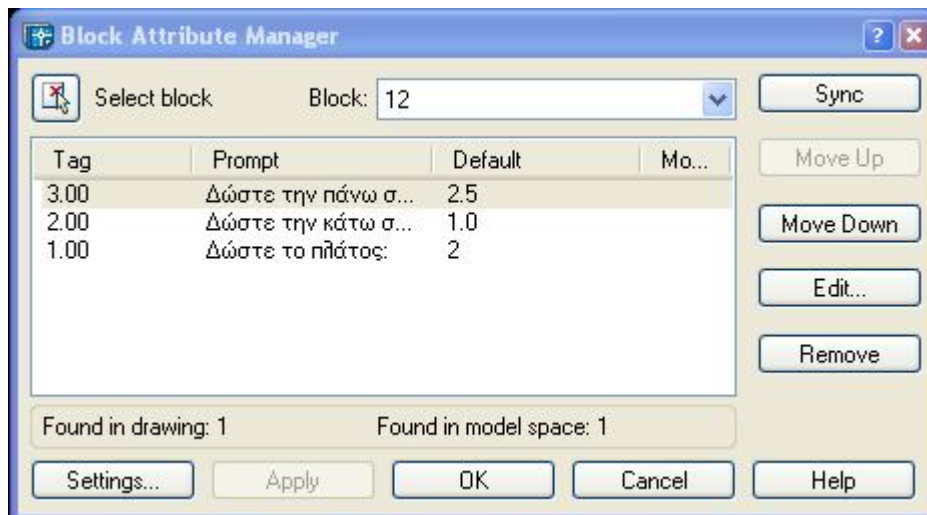 Block Attribute Manager
Select block Block: 12 Sync
Tag Prompt Default Mo... Move Up
3.00 Δώστε την πάνω σ... 2.5
2.00 Δώστε την κάτω σ... 1.0 Move Down
1.00 Δώστε το πλάτος: 2
Edit...
Remove
Found in drawing: 1 Found in model space: 1
Settings... Apply OK Cancel Help